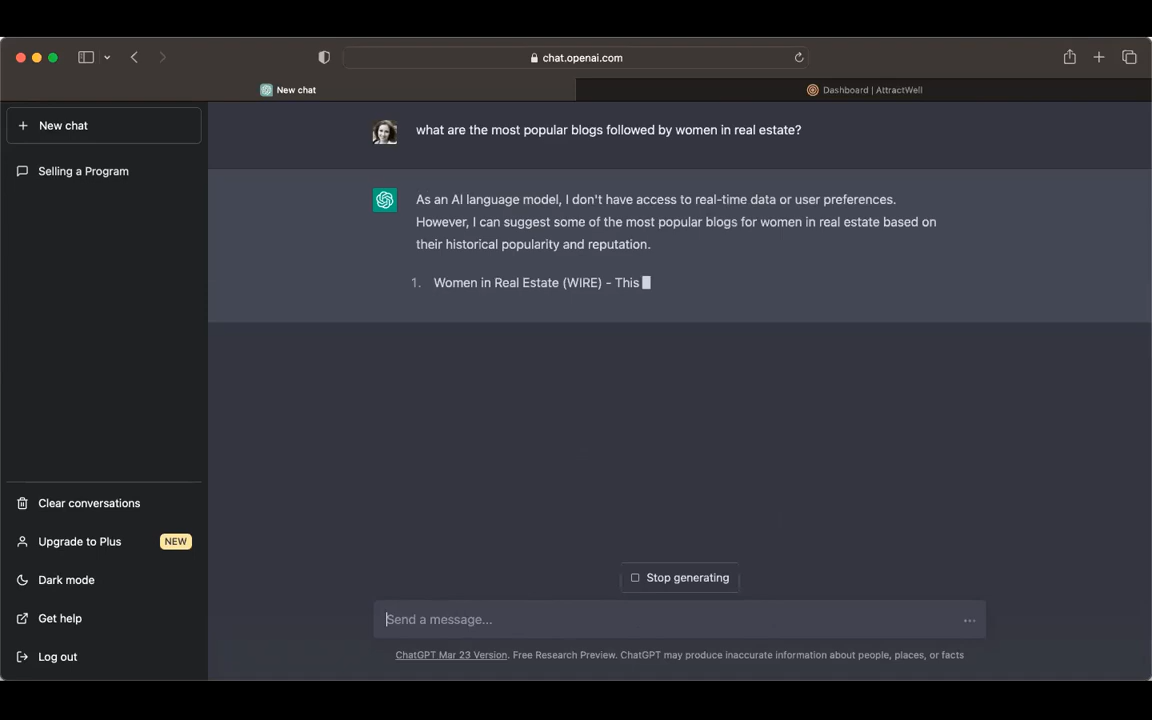 chat.openai.com
New chat
Dashboard | AttractWell
New chat
Selling a Program
what are the most popular blogs followed by women in real estate?
As an AI language model, I don't have access to real-time data or user preferences.
However, I can suggest some of the most popular blogs for women in real estate based on
their historical popularity and reputation.
1. Women in Real Estate (WIRE) - This
Clear conversations
Upgrade to Plus NEW
Dark mode
Get help
Log out
Stop generating
Send a message...
ChatGPT Mar 23 Version. Free Research Preview. ChatGPT may produce inaccurate information about people, places, or facts